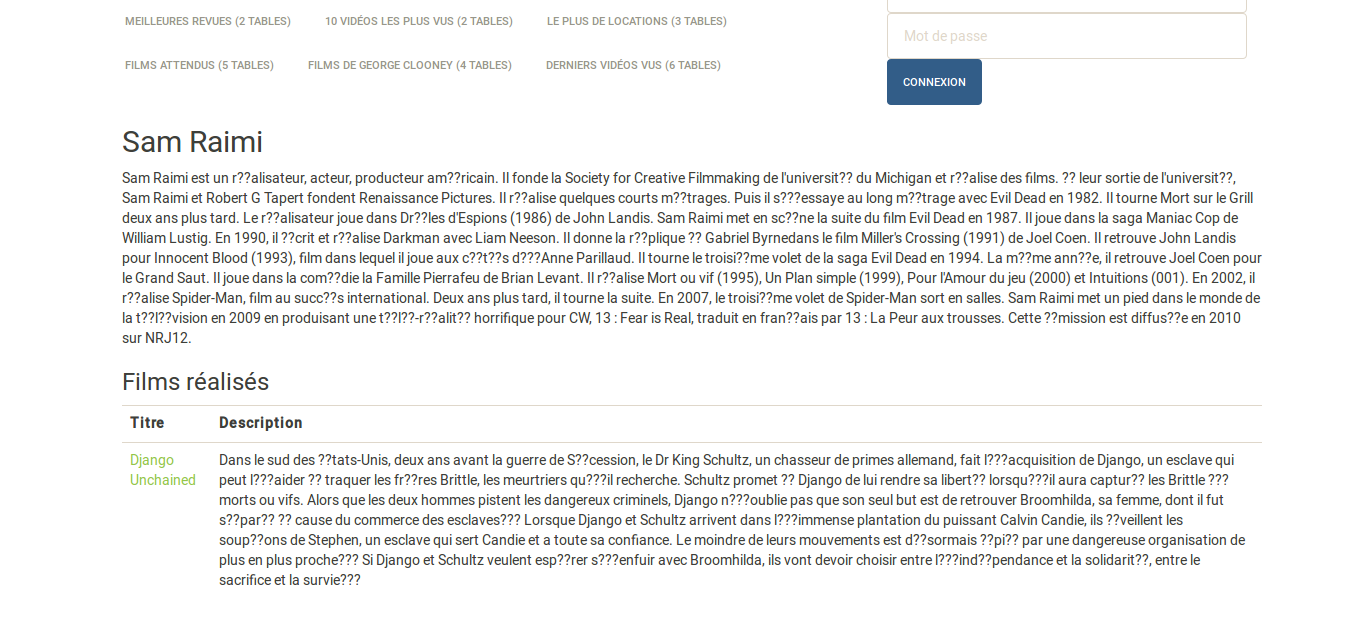 MEILLEURES REVUES (2 TABLES) 10 VIDÉOS LES PLUS VUS (2 TABLES) LE PLUS DE LOCATIONS (3 TABLES)
Mot de passe
FILMS ATTENDUS (5 TABLES) FILMS DE GEORGE CLOONEY (4 TABLES) DERNIERS VIDÉOS VUS (6 TABLES)
CONNEXION
Sam Raimi
Sam Raimi est un r??alisateur, acteur, producteur am??ricain. Il fonde la Society for Creative Filmmaking de l'universit?? du Michigan et r??alise des films. ?? leur sortie de l'universit??,
Sam Raimi et Robert G Tapert fondent Renaissance Pictures. Il r??alise quelques courts m??trages. Puis il s???essaye au long m??trage avec Evil Dead en 1982. Il tourne Mort sur le Grill
deux ans plus tard. Le r??alisateur joue dans Dr??les d'Espions (1986) de John Landis. Sam Raimi met en sc??ne la suite du film Evil Dead en 1987. Il joue dans la saga Maniac Cop de
William Lustig. En 1990, il ??crit et r??alise Darkman avec Liam Neeson. Il donne la r??plique ?? Gabriel Byrnedans le film Miller's Crossing (1991) de Joel Coen. Il retrouve John Landis
pour Innocent Blood (1993), film dans lequel il joue aux c??t??s d???Anne Parillaud. Il tourne le troisi??me volet de la saga Evil Dead en 1994. La m??me ann??e, il retrouve Joel Coen pour
le Grand Saut. Il joue dans la com??die la Famille Pierrafeu de Brian Levant. Il r??alise Mort ou vif (1995), Un Plan simple (1999), Pour l'Amour du jeu (2000) et Intuitions (001). En 2002, il
r??alise Spider-Man, film au succ??s international. Deux ans plus tard, il tourne la suite. En 2007, le troisi??me volet de Spider-Man sort en salles. Sam Raimi met un pied dans le monde de
la t??l??vision en 2009 en produisant une t??l??-r??alit?? horrifique pour CW, 13 : Fear is Real, traduit en fran??ais par 13 : La Peur aux trousses. Cette ??mission est diffus??e en 2010
sur NRJ12.
Films réalisés
Titre Description
Django Dans le sud des ??tats-Unis, deux ans avant la guerre de S??cession, le Dr King Schultz, un chasseur de primes allemand, fait l???acquisition de Django, un esclave qui
Unchained peut l???aider ?? traquer les fr??res Brittle, les meurtriers qu???il recherche. Schultz promet ?? Django de lui rendre sa libert?? lorsqu???il aura captur?? les Brittle ???
morts ou vifs. Alors que les deux hommes pistent les dangereux criminels, Django n???oublie pas que son seul but est de retrouver Broomhilda, sa femme, dont il fut
s??par?? ?? cause du commerce des esclaves??? Lorsque Django et Schultz arrivent dans l???immense plantation du puissant Calvin Candie, ils ??veillent les
soup??ons de Stephen, un esclave qui sert Candie et a toute sa confiance. Le moindre de leurs mouvements est d??sormais ??pi?? par une dangereuse organisation de
plus en plus proche??? Si Django et Schultz veulent esp??rer s???enfuir avec Broomhilda, ils vont devoir choisir entre l???ind??pendance et la solidarit??, entre le
sacrifice et la survie???